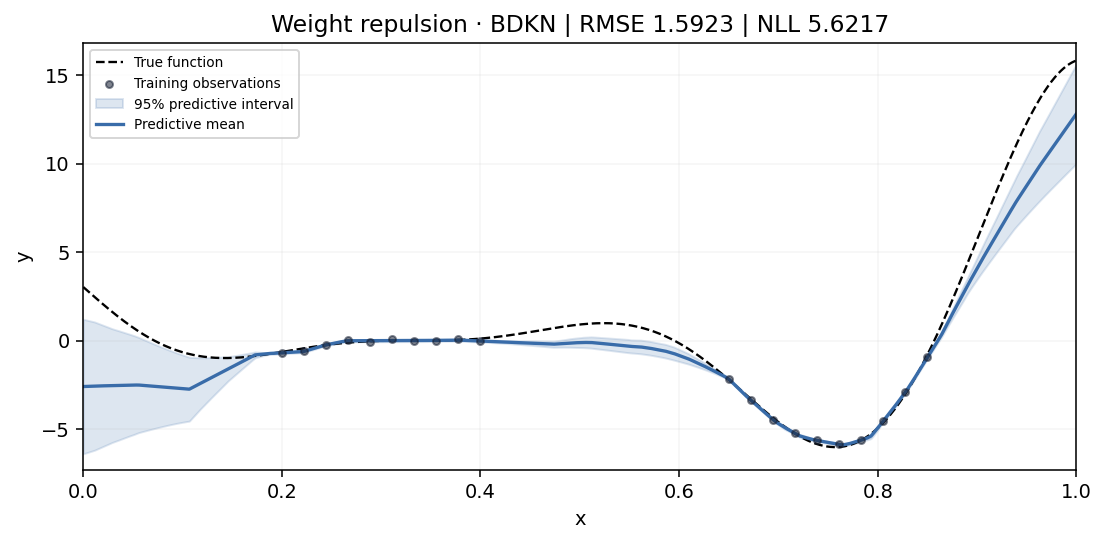 Weight repulsion · BDKN | RMSE 1.5923 | NLL 5.6217
True function
Training observations
95% predictive interval
Predictive mean
15
10
5
0
−5
y
0.0 0.2 0.4 0.6 0.8 1.0
x